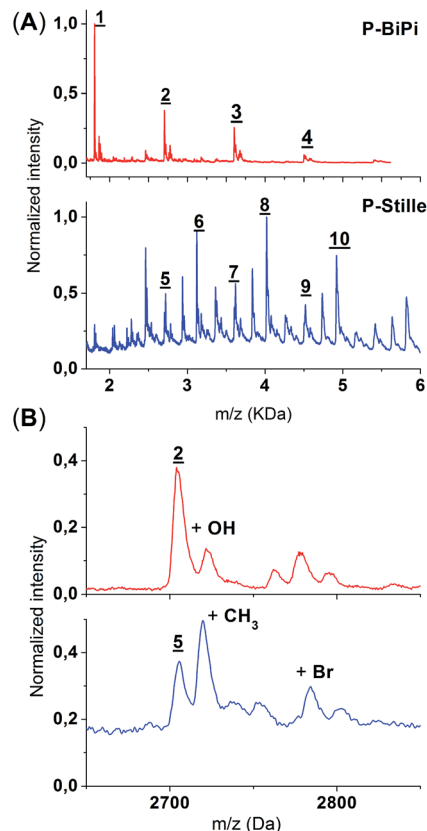 (A)
P-BiPi
1
2
3
4
1,0
0,5
0,0
Normalized intensity
P-Stille
5
6
7
8
9
10
1,0
0,5
0,0
2 3 4 5 6
m/z (KDa)
(B)
2
+ OH
0,4
0,2
0,0
Normalized intensity
5
+ CH3
+ Br
0,4
0,2
0,0
2700 2800
m/z (Da)